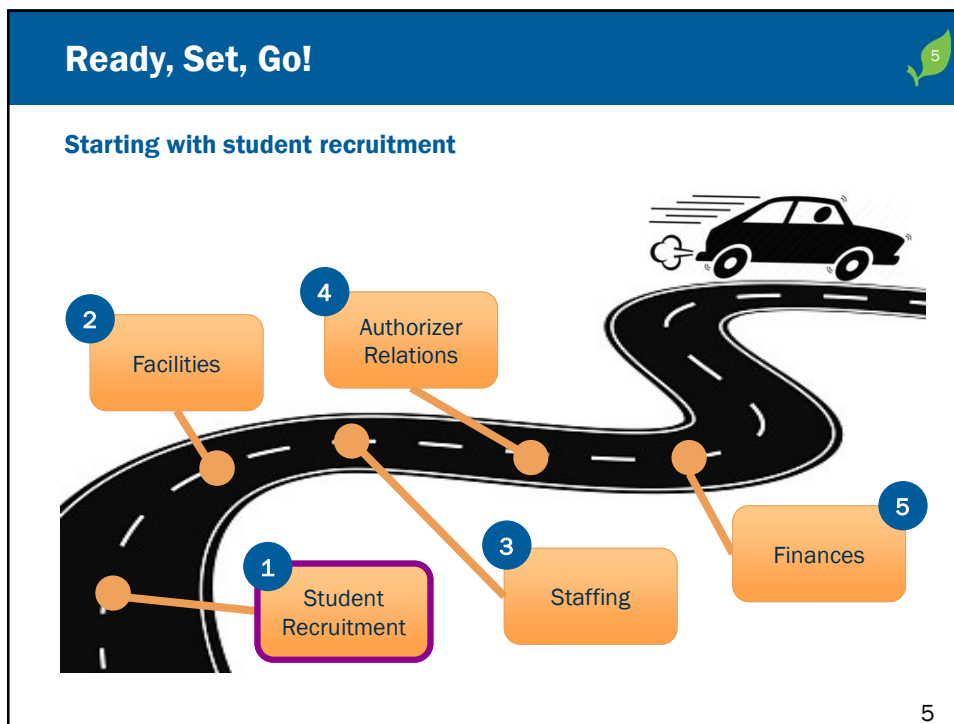 Ready, Set, Go!
5
Starting with student recruitment
1
Student
Recruitment
2
Facilities
3
Staffing
4
Authorizer
Relations
5
Finances
5